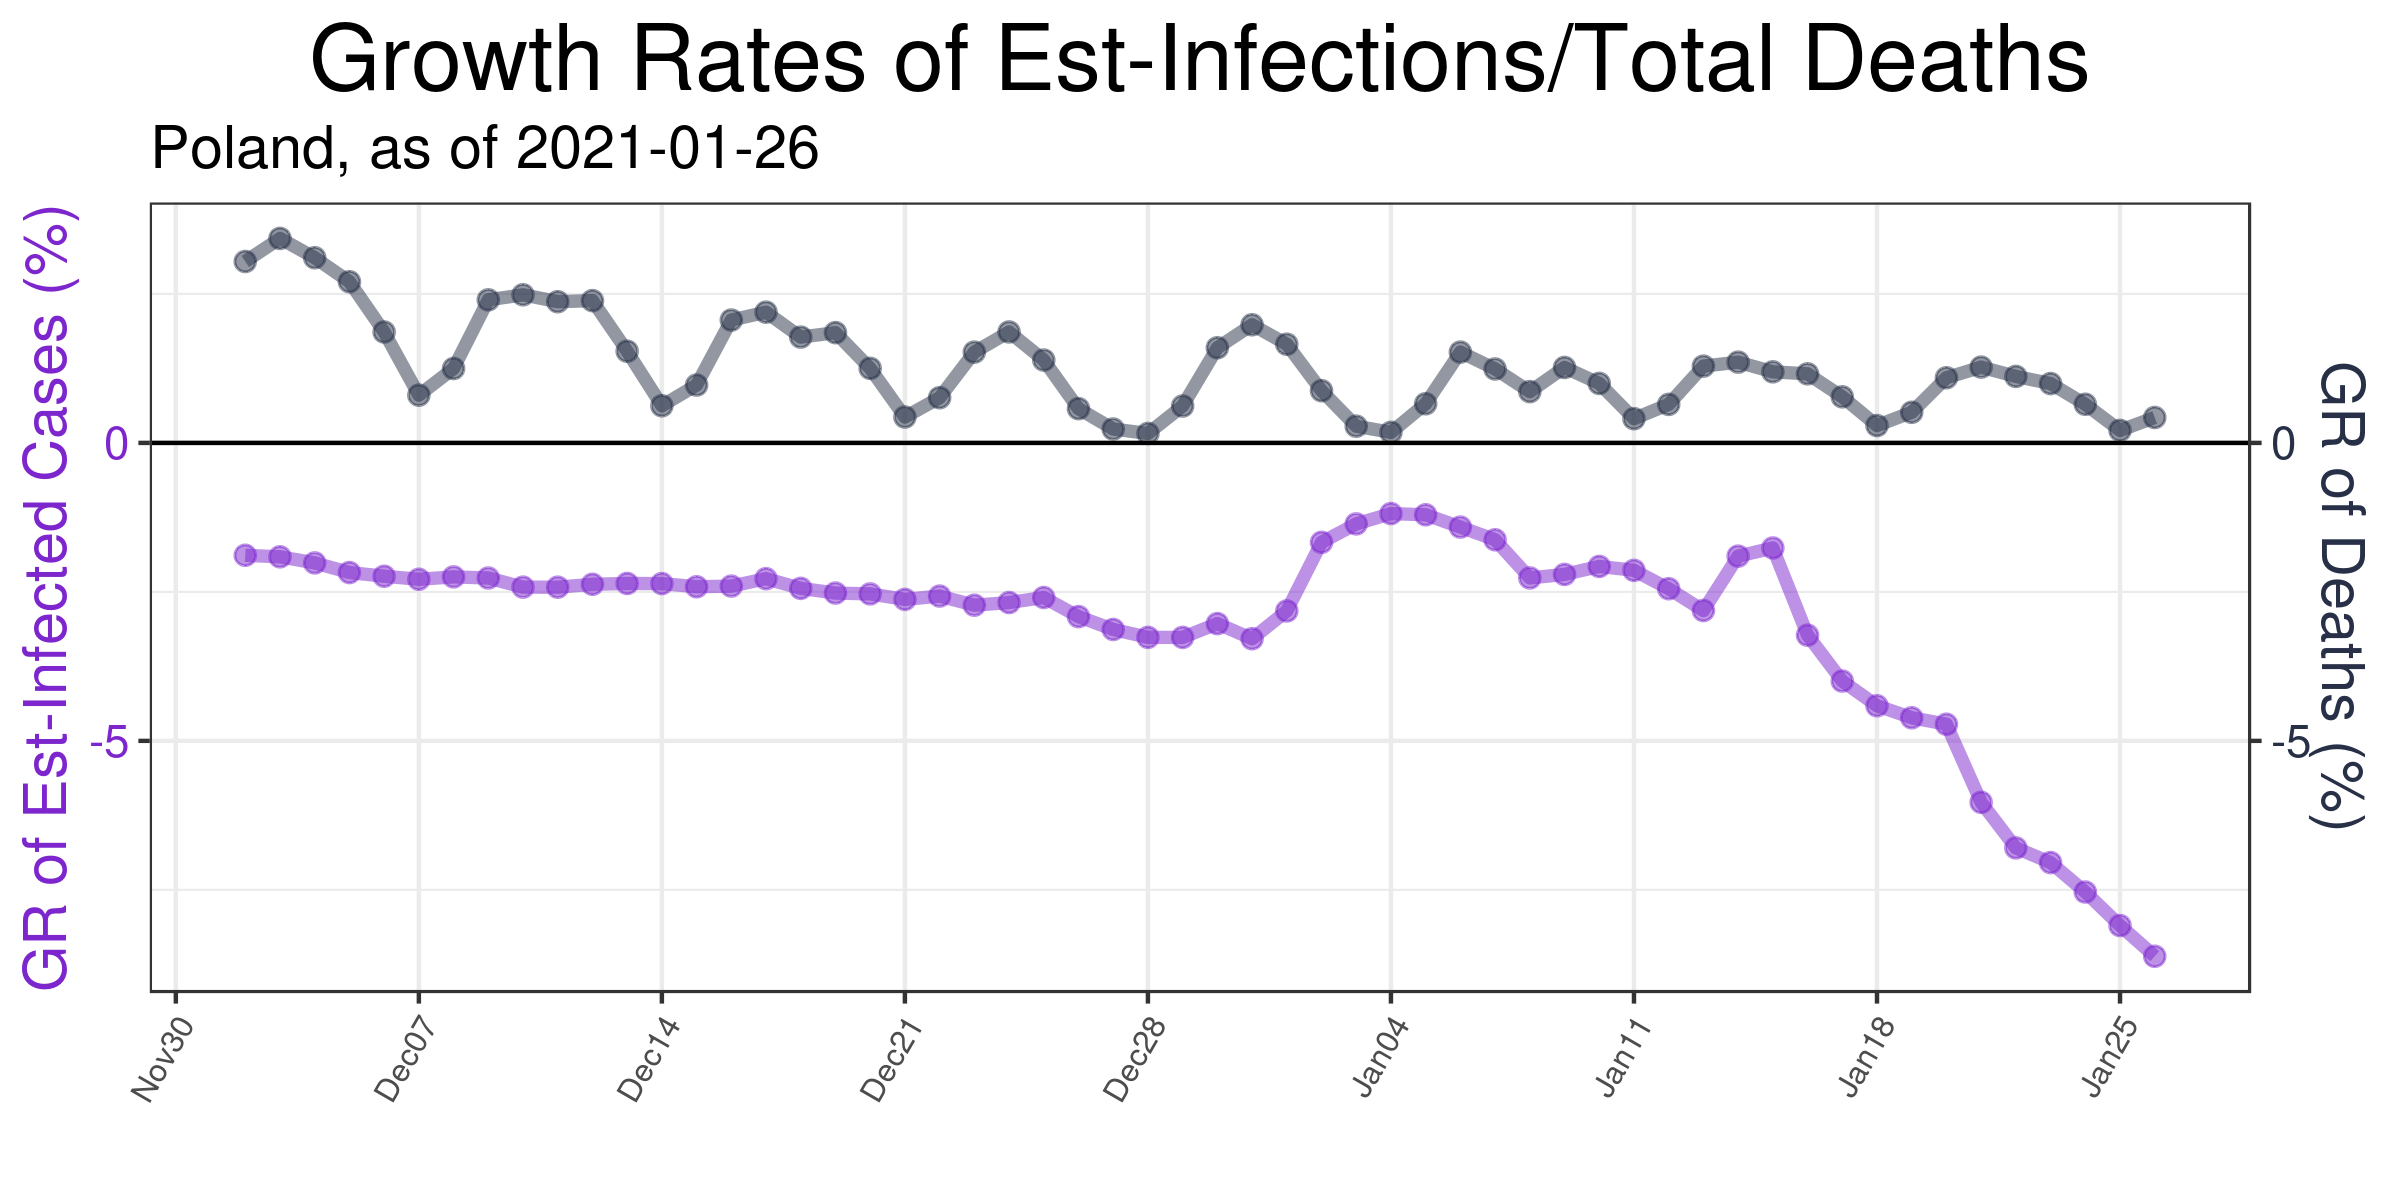 Growth Rates of Est-Infections/Total Deaths
Poland, as of 2021-01-26
GR of Est-Infected Cases (%)
0
-5
GR of Deaths (%)
0
-5
Nov30
Dec07
Dec14
Dec21
Dec28
Jan04
Jan11
Jan18
Jan25